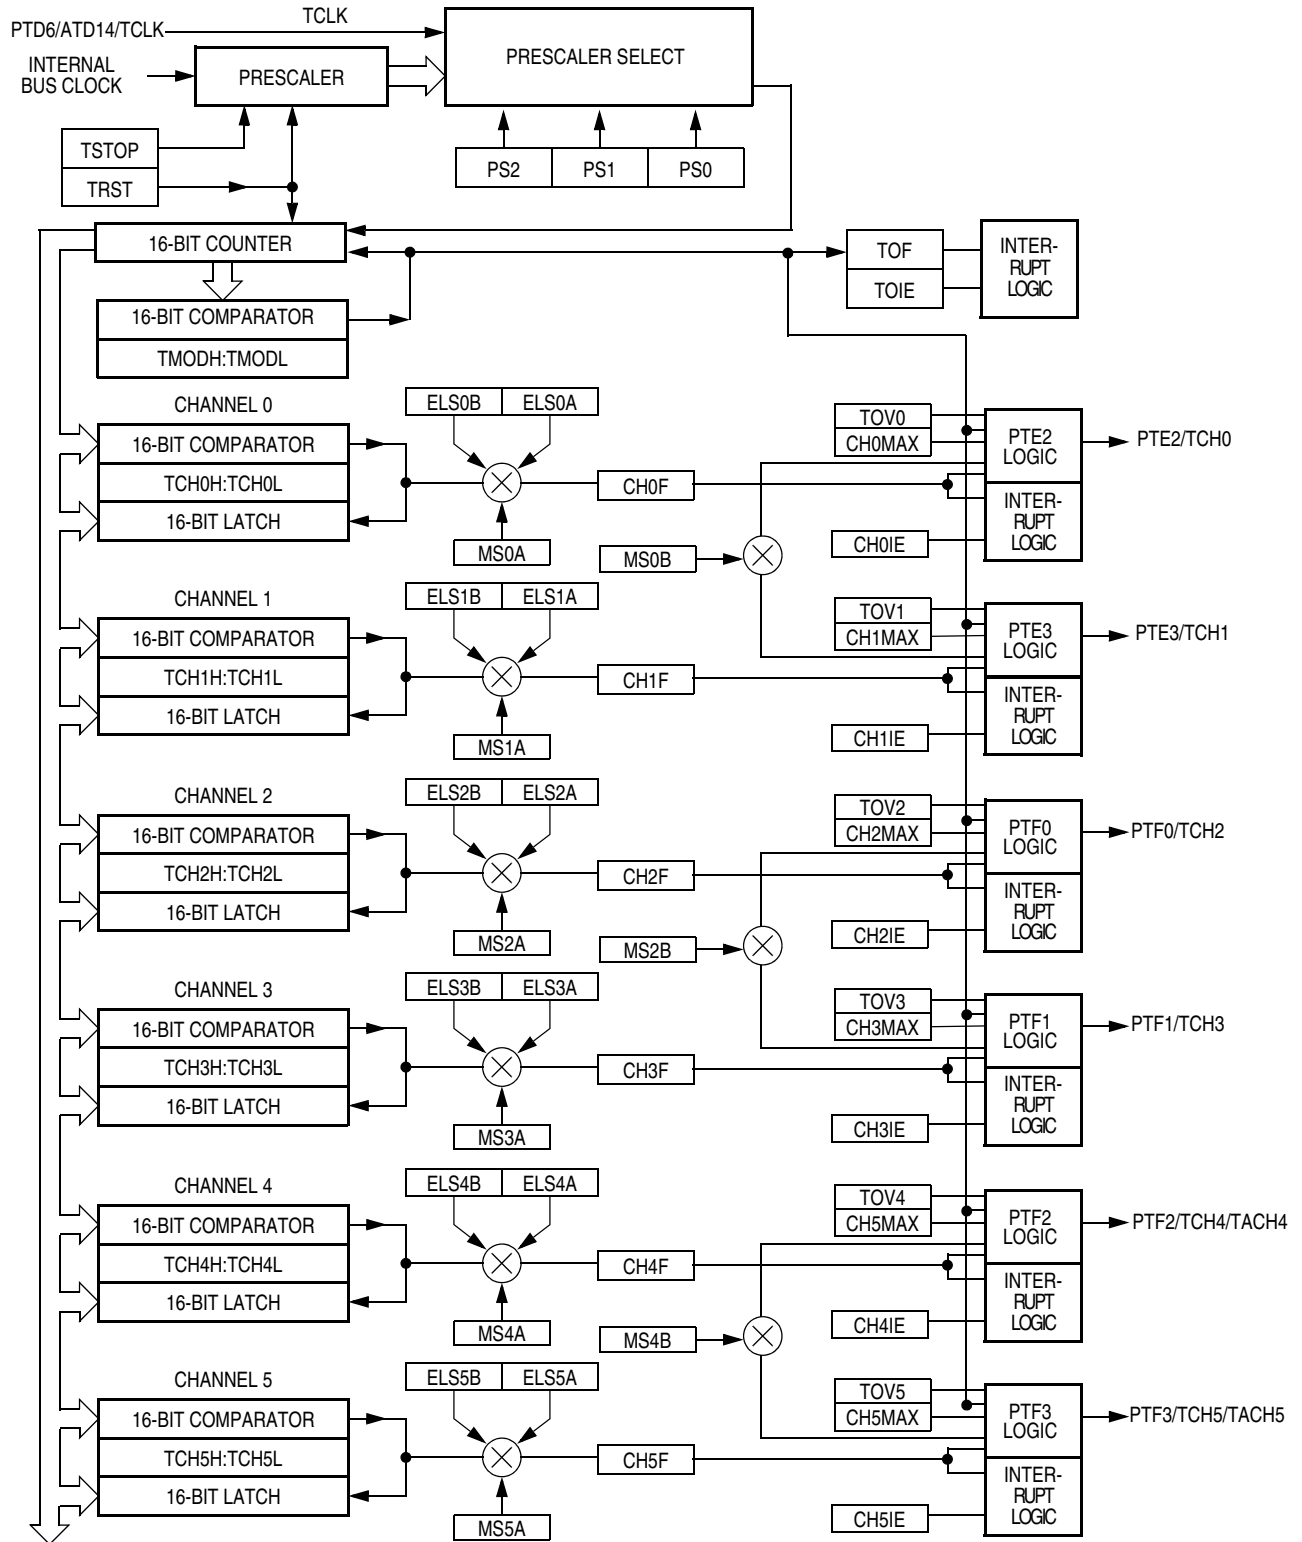 TCLK
PTD6/ATD14/TCLK
PRESCALER SELECT
INTERNAL
BUS CLOCK
PRESCALER
TSTOP
TRST
PS2
PS1
PS0
16-BIT COUNTER
TOF
TOIE
INTER-
RUPT
LOGIC
16-BIT COMPARATOR
TMODH:TMODL
CHANNEL 0
ELS0B
ELS0A
TOV0
CH0MAX
PTE2
LOGIC
PTE2/TCH0
16-BIT COMPARATOR
TCH0H:TCH0L
16-BIT LATCH
CH0F
MS0A
MS0B
CH0IE
INTER-
RUPT
LOGIC
CHANNEL 1
ELS1B
ELS1A
TOV1
CH1MAX
PTE3
LOGIC
PTE3/TCH1
16-BIT COMPARATOR
TCH1H:TCH1L
16-BIT LATCH
CH1F
MS1A
CH1IE
INTER-
RUPT
LOGIC
CHANNEL 2
ELS2B
ELS2A
TOV2
CH2MAX
PTF0
LOGIC
PTF0/TCH2
16-BIT COMPARATOR
TCH2H:TCH2L
16-BIT LATCH
CH2F
MS2A
MS2B
CH2IE
INTER-
RUPT
LOGIC
CHANNEL 3
ELS3B
ELS3A
TOV3
CH3MAX
PTF1
LOGIC
PTF1/TCH3
16-BIT COMPARATOR
TCH3H:TCH3L
16-BIT LATCH
CH3F
MS3A
CH3IE
INTER-
RUPT
LOGIC
CHANNEL 4
ELS4B
ELS4A
TOV4
CH5MAX
PTF2
LOGIC
PTF2/TCH4/TACH4
16-BIT COMPARATOR
TCH4H:TCH4L
16-BIT LATCH
CH4F
MS4A
MS4B
CH4IE
INTER-
RUPT
LOGIC
CHANNEL 5
ELS5B
ELS5A
TOV5
CH5MAX
PTF3
LOGIC
PTF3/TCH5/TACH5
16-BIT COMPARATOR
TCH5H:TCH5L
16-BIT LATCH
CH5F
MS5A
CH5IE
INTER-
RUPT
LOGIC